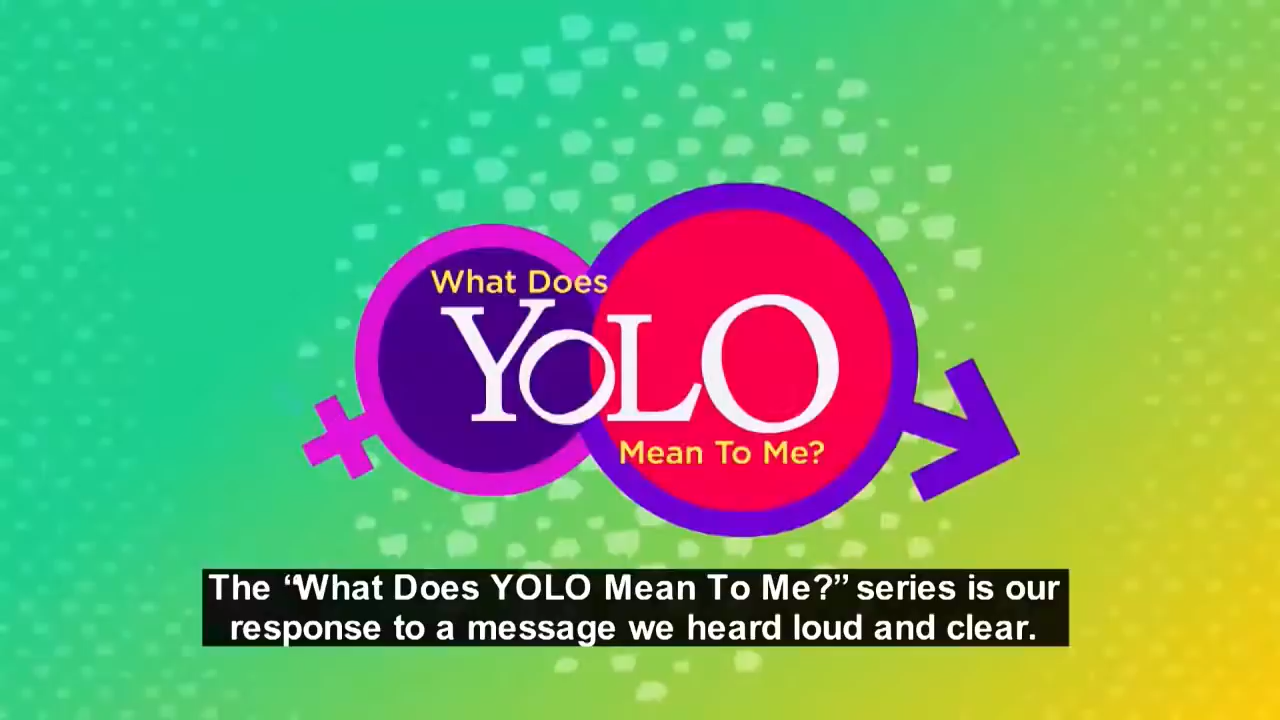 What Does
YOLO
Mean To Me?
The “What Does YOLO Mean To Me?” series is our
response to a message we heard loud and clear.